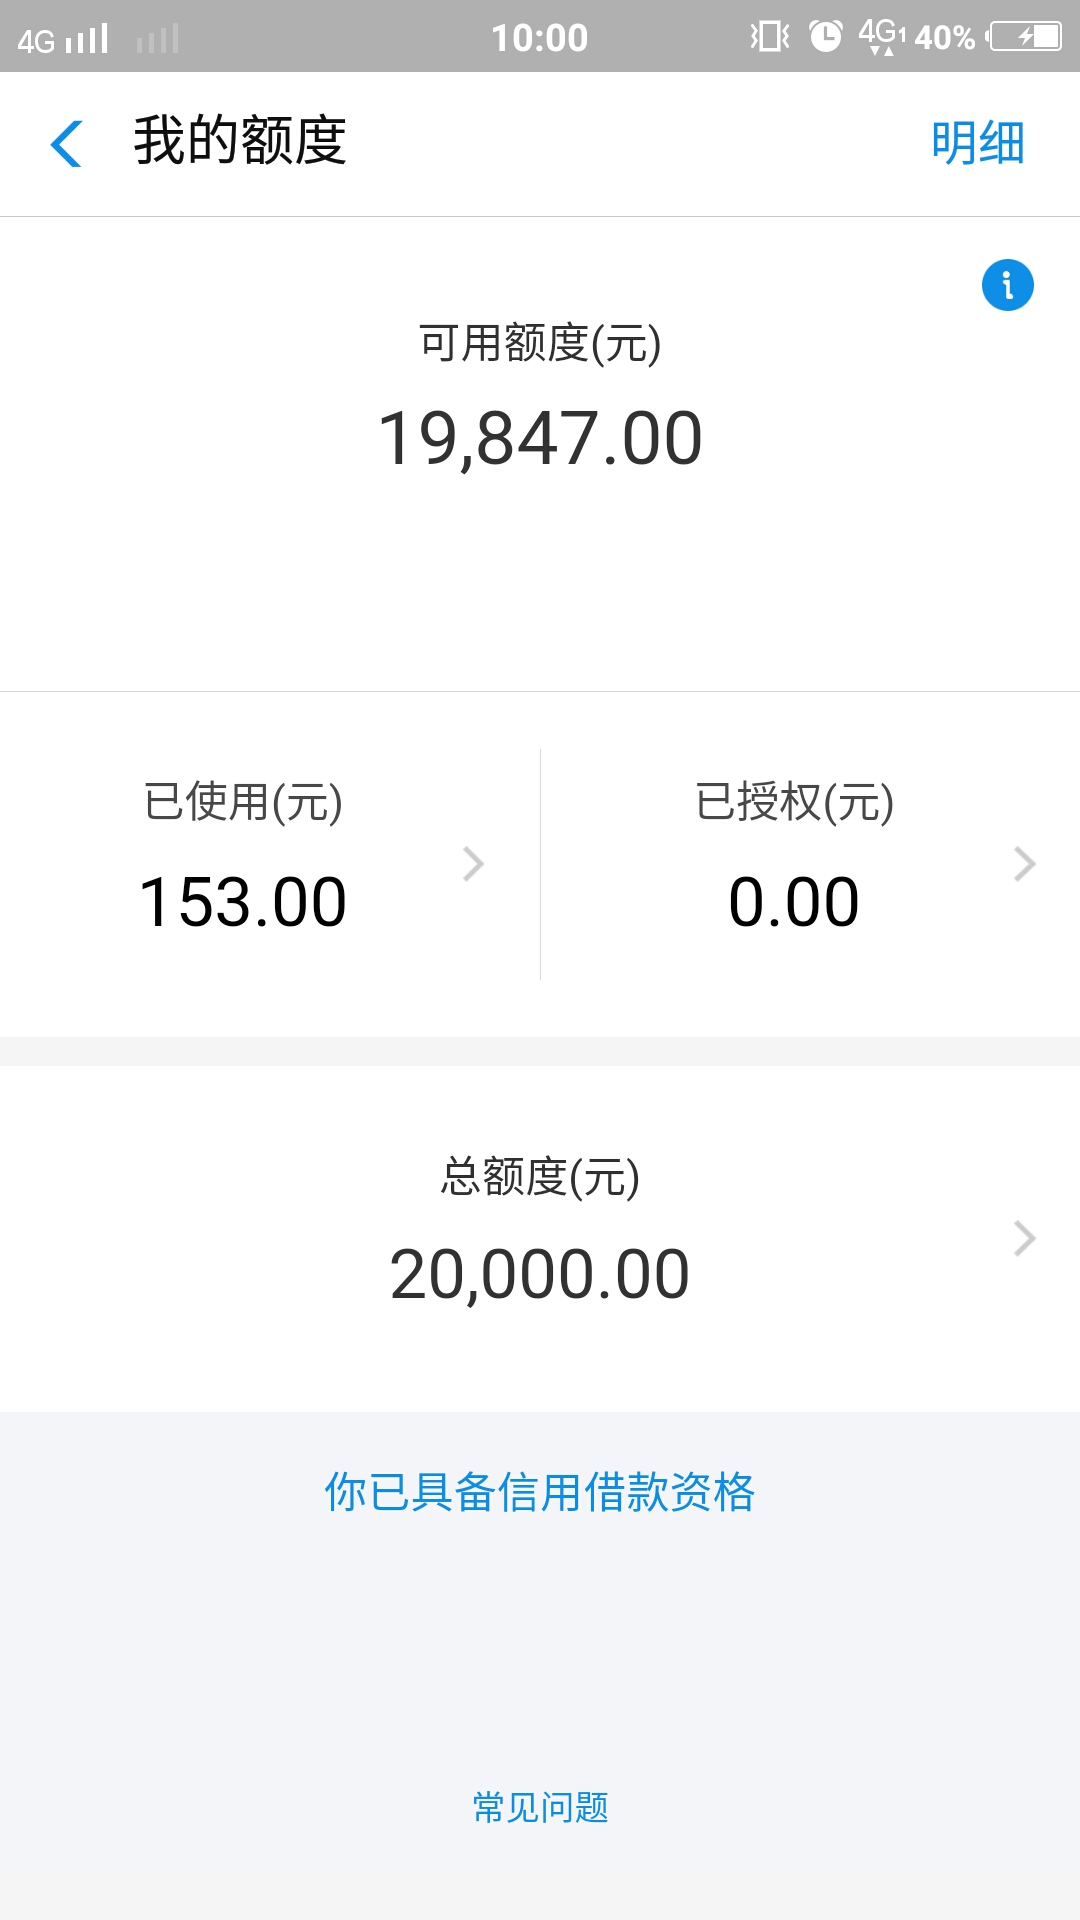 4G 10:00 4G1 40%
我的额度 明细
可用额度(元)
19,847.00
已使用(元) 已授权(元)
153.00 0.00
总额度(元)
20,000.00
你已具备信用借款资格
常见问题